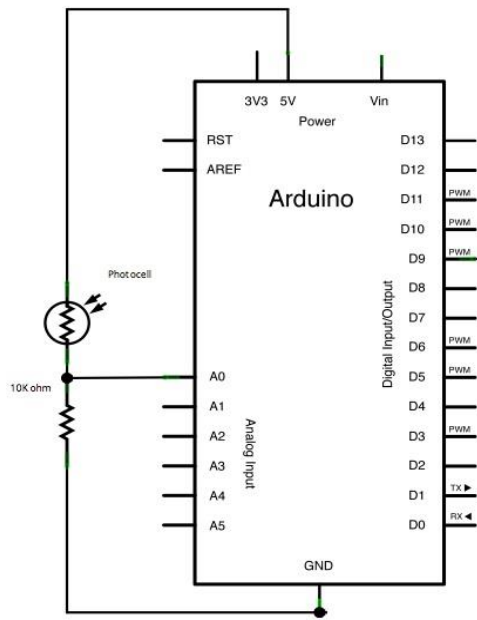 3V3 5V Vin
Power
RST
AREF
Arduino
D13
D12
PWM
D11
PWM
D10
PWM
D9
D8
D7
PWM
D6
PWM
D5
D4
PWM
D3
D2
TX ▶
D1
RX ◀
D0
Digital Input/Output
Photocell
10K ohm
A0
A1
A2
A3
A4
A5
Analog Input
GND